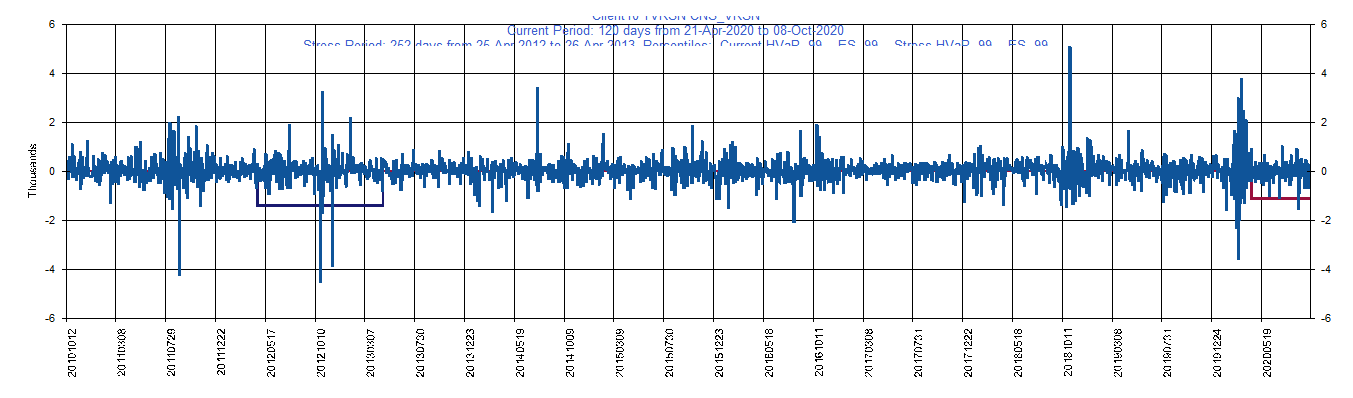 Client CNS_VRSN
Current Period: 120 days from 21-Apr-2020 to 08-Oct-2020
Stress Period: 252 days from 25-Apr-2012 to 26-Apr-2013 Percentiles: Current HVaR 99 ES 99 Stress HVaR 99 ES 99
6 6
4 4
2 2
0 0
-2 -2
-4 -4
-6 -6
Thousands
20101012 20110308 20110729 20111222 20120517 20121010 20130307 20130730 20131223 20140519 20141009 20150309 20150730 20151223 20160518 20161011 20170308 20170731 20171222 20180518 20181011 20190308 20190731 20191224 20200519